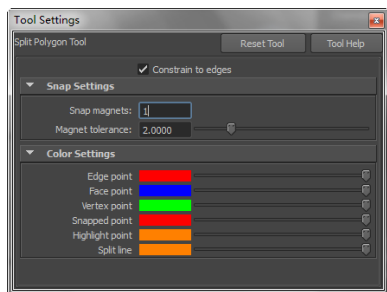 Tool Settings
Split Polygon Tool
Reset Tool
Tool Help
Constrain to edges
Snap Settings
Snap magnets: 1
Magnet tolerance: 2.0000
Color Settings
Edge point
Face point
Vertex point
Snapped point
Highlight point
Split line